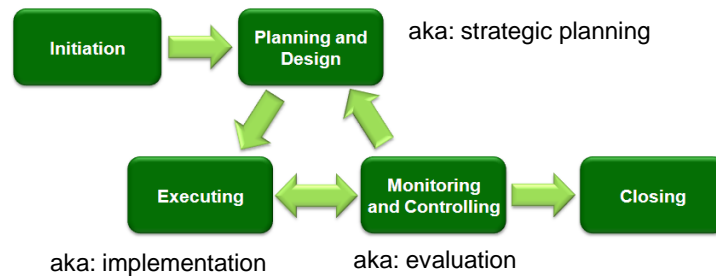 Initiation
Planning and
Design
aka: strategic planning
Executing
Monitoring
and Controlling
Closing
aka: implementation
aka: evaluation